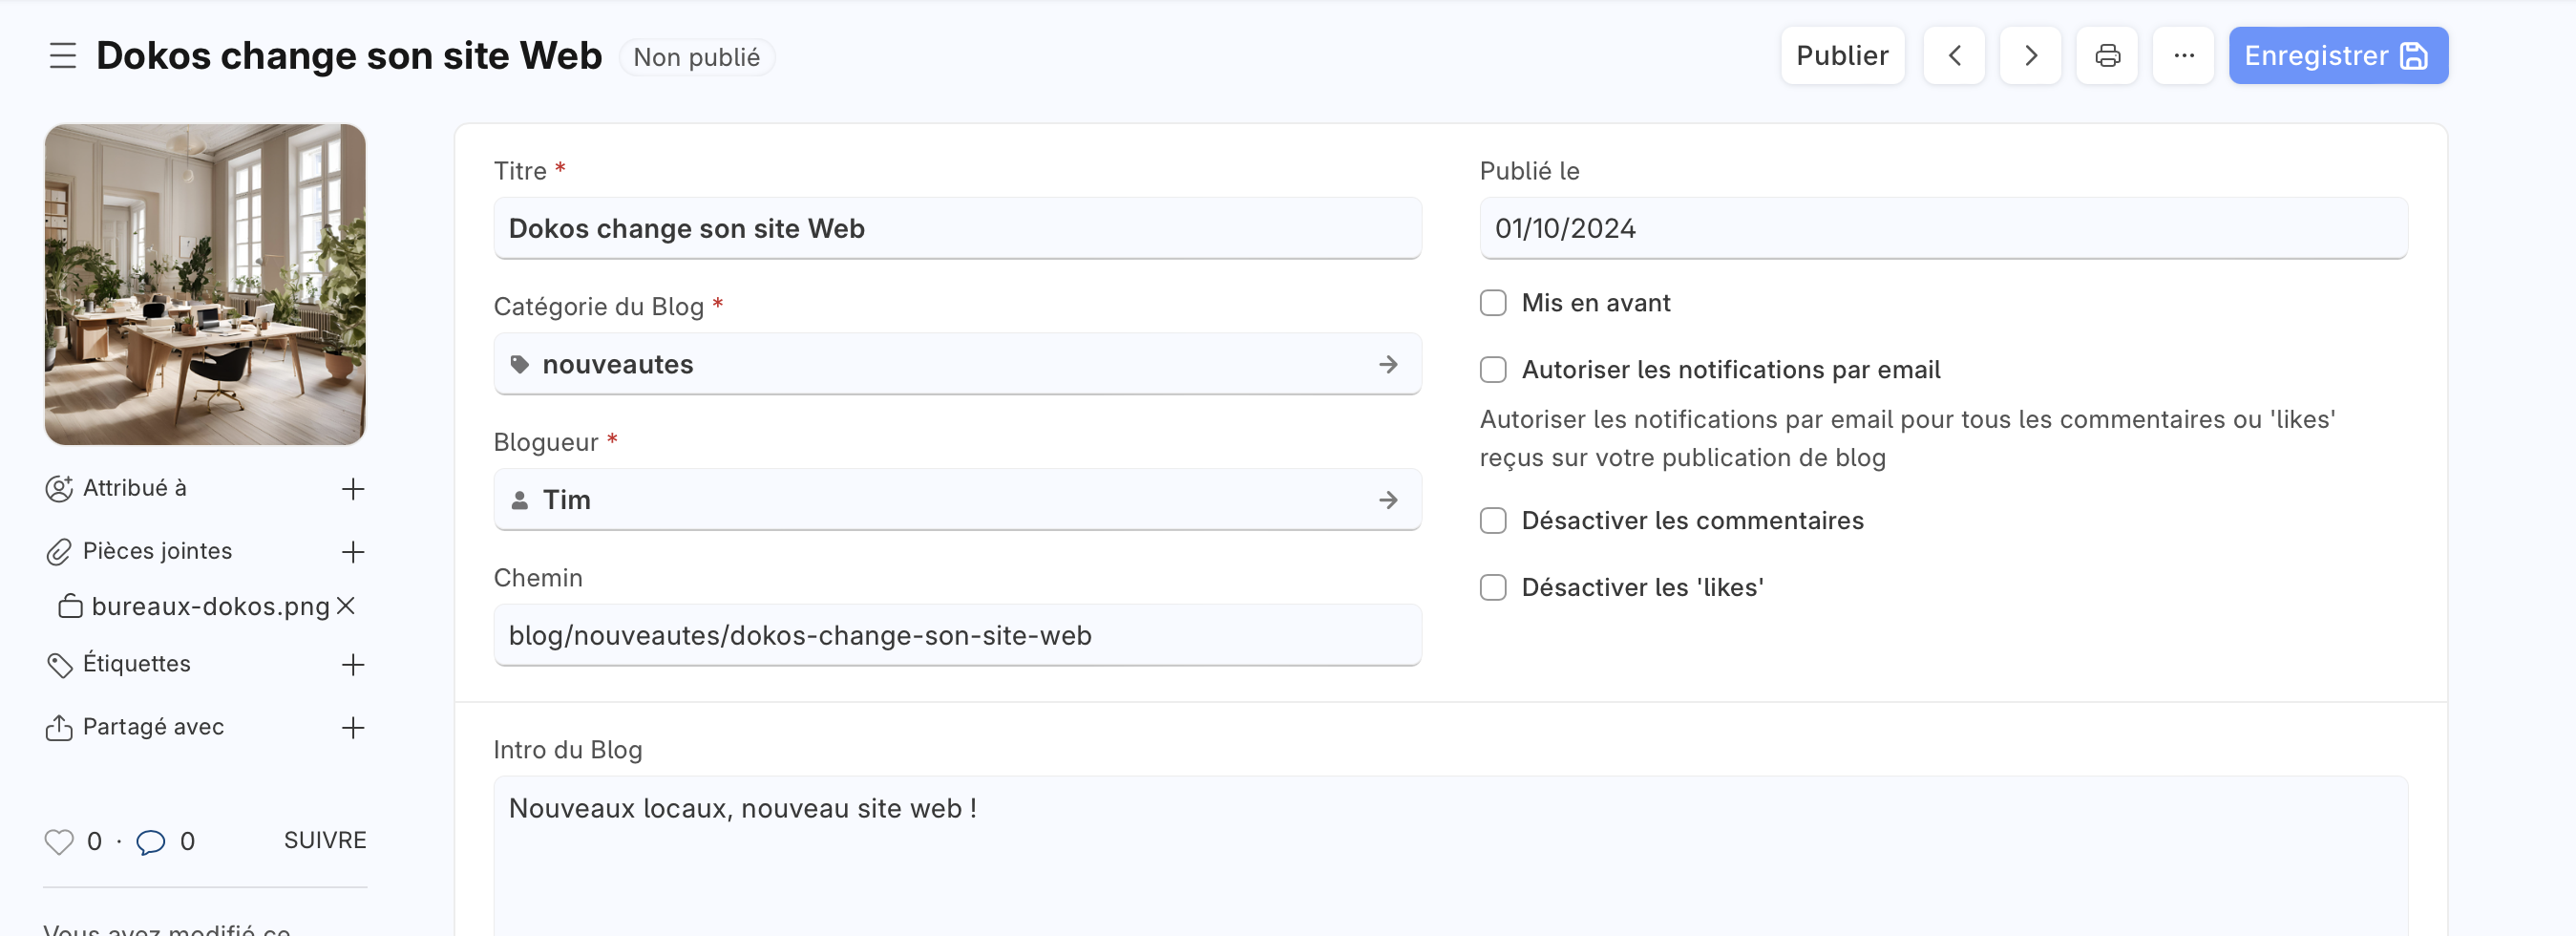 Dokos change son site Web
Non publié
Publier
Enregistrer
Attribué à
Pièces jointes
bureaux-dokos.png
Étiquettes
Partagé avec
0 · 0
SUIVRE
Vous avez modifié ce
Titre *
Dokos change son site Web
Catégorie du Blog *
nouveautes
Blogueur *
Tim
Chemin
blog/nouveautes/dokos-change-son-site-web
Publié le
01/10/2024
Mis en avant
Autoriser les notifications par email
Autoriser les notifications par email pour tous les commentaires ou 'likes'
reçus sur votre publication de blog
Désactiver les commentaires
Désactiver les 'likes'
Intro du Blog
Nouveaux locaux, nouveau site web !